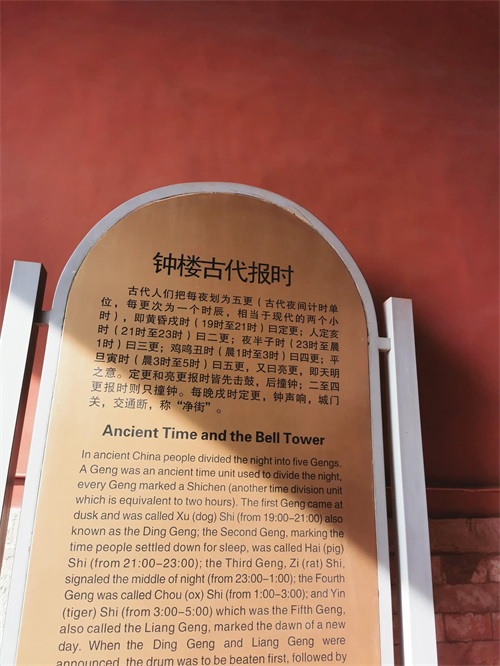 钟楼古代报时
古代人们把每夜划为五更（古代夜间计时单
位，每更次为一个时辰，相当于现代的两个小
时），即黄昏戌时（19时至21时）曰定更；人定亥
时（21时至23时）曰二更；夜半子时（23时至晨
1时）曰三更；鸡鸣丑时（晨1时至3时）曰四更；平
旦寅时（晨3时至5时）曰五更，又曰亮更，即天明
之意。定更和亮更报时皆先击鼓，后撞钟；二至四
更报时则只撞钟。每晚戌时定更，钟声响，城门
关，交通断，称“净街”。
Ancient Time and the Bell Tower
In ancient China people divided the night into five Gengs.
A Geng was an ancient time unit used to divide the night,
every Geng marked a Shichen (another time division unit
which is equivalent to two hours). The first Geng came at
dusk and was called Xu (dog) Shi (from 19:00-21:00) also
known as the Ding Geng; the Second Geng, marking the
time people settled down for sleep, was called Hai (pig)
Shi (from 21:00-23:00); the Third Geng, Zi (rat) Shi,
signaled the middle of night (from 23:00-1:00); the Fourth
Geng was called Chou (ox) Shi (from 1:00-3:00); and Yin
(tiger) Shi (from 3:00-5:00) which was the Fifth Geng,
also called the Liang Geng, marked the dawn of a new
day. When the Ding Geng and Liang Geng were
announced, the drum was to be beaten first, followed by